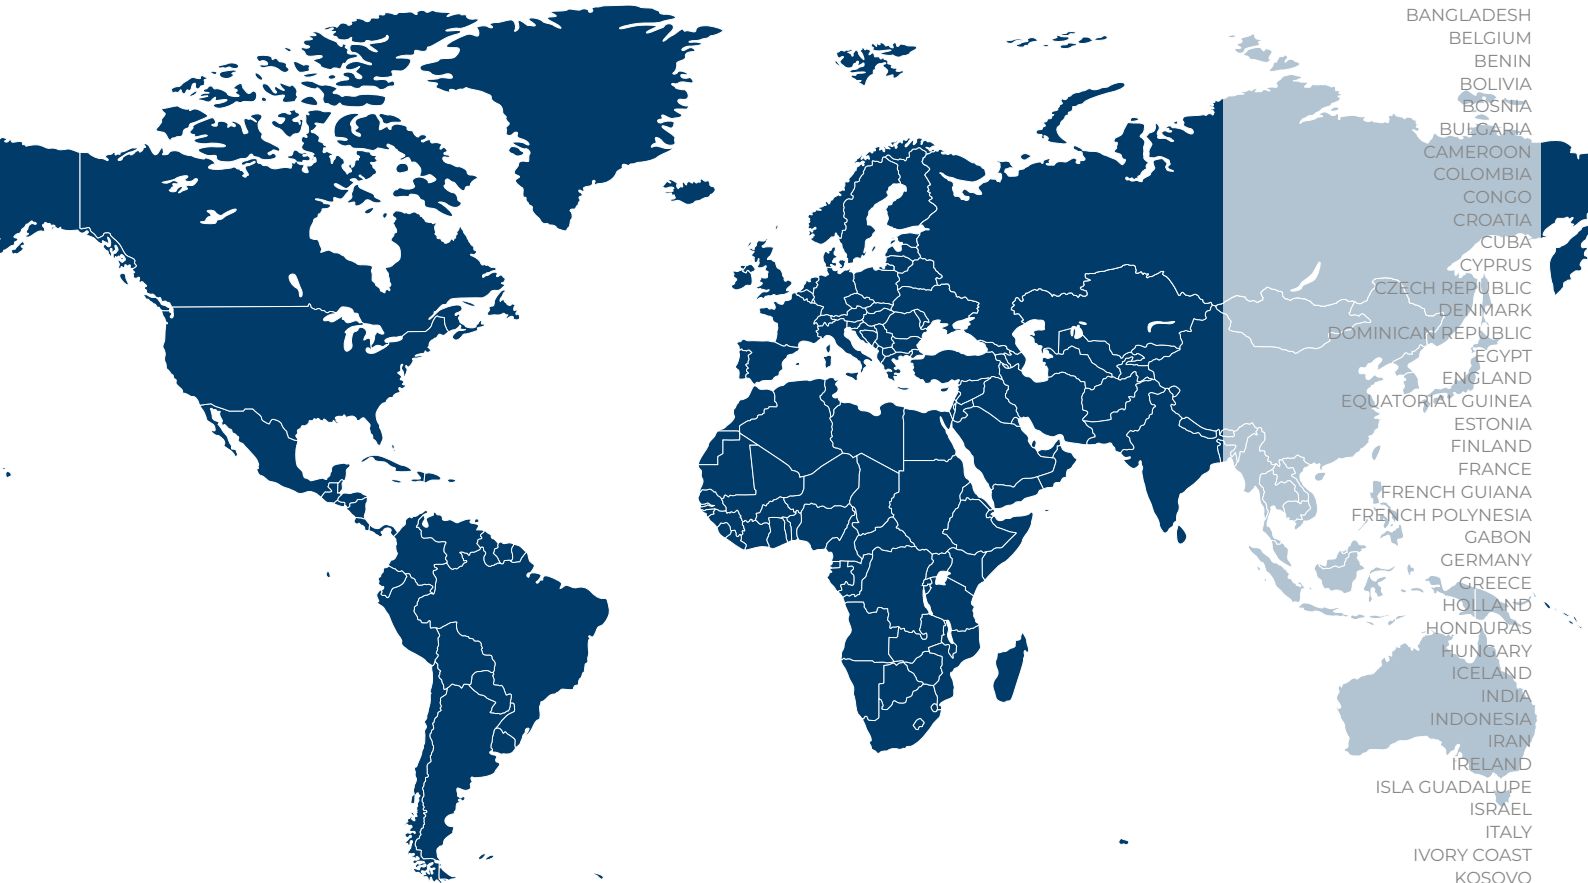 BANGLADESH
BELGIUM
BENIN
BOLIVIA
BOSNIA
BULGARIA
CAMEROON
COLOMBIA
CONGO
CROATIA
CUBA
CYPRUS
CZECH REPUBLIC
DENMARK
DOMINICAN REPUBLIC
EGYPT
ENGLAND
EQUATORIAL GUINEA
ESTONIA
FINLAND
FRANCE
FRENCH GUIANA
FRENCH POLYNESIA
GABON
GERMANY
GREECE
HOLLAND
HONDURAS
HUNGARY
ICELAND
INDIA
INDONESIA
IRAN
IRELAND
ISLA GUADALUPE
ISRAEL
ITALY
IVORY COAST
KOSOVO